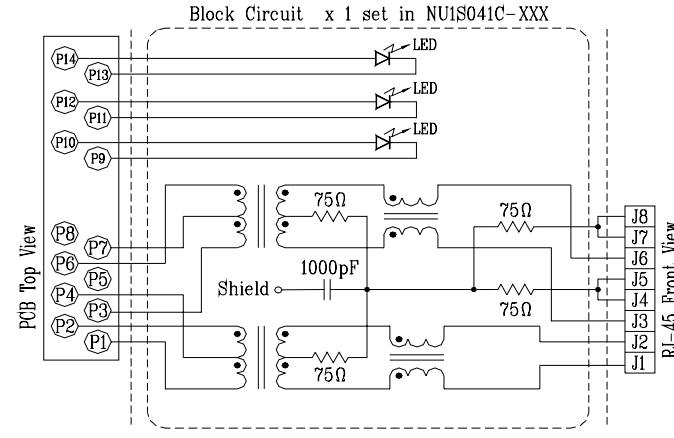 Block Circuit x 1 set in NU1S041C-XXX
P14
LED
P13
P12
LED
P11
P10
LED
P9
75Ω
75Ω
J8
P8
J7
P7
J6
P6
1000pF
P5
J5
Shield
P4
J4
P3
75Ω
J3
P2
J2
P1
J1
75Ω
PCB Top View
RJ-45 Front View